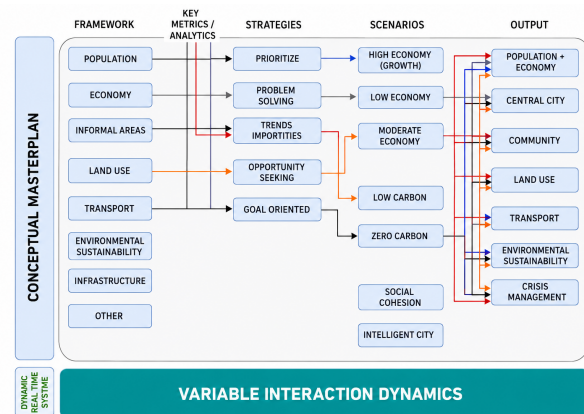 FRAMEWORK
KEY
METRICS /
ANALYTICS
STRATEGIES
SCENARIOS
OUTPUT
CONCEPTUAL MASTERPLAN
POPULATION
ECONOMY
INFORMAL AREAS
LAND USE
TRANSPORT
ENVIRONMENTAL
SUSTAINABILITY
INFRASTRUCTURE
OTHER
PRIORITIZE
PROBLEM
SOLVING
TRENDS
IMPORTITIES
OPPORTUNITY
SEEKING
GOAL ORIENTED
HIGH ECONOMY
(GROWTH)
LOW ECONOMY
MODERATE
ECONOMY
LOW CARBON
ZERO CARBON
SOCIAL
COHESION
INTELLIGENT CITY
POPULATION +
ECONOMY
CENTRAL CITY
COMMUNITY
LAND USE
TRANSPORT
ENVIRONMENTAL
SUSTAINABILITY
CRISIS
MANAGEMENT
DYNAMIC
REAL TIME
SYSTME
VARIABLE INTERACTION DYNAMICS